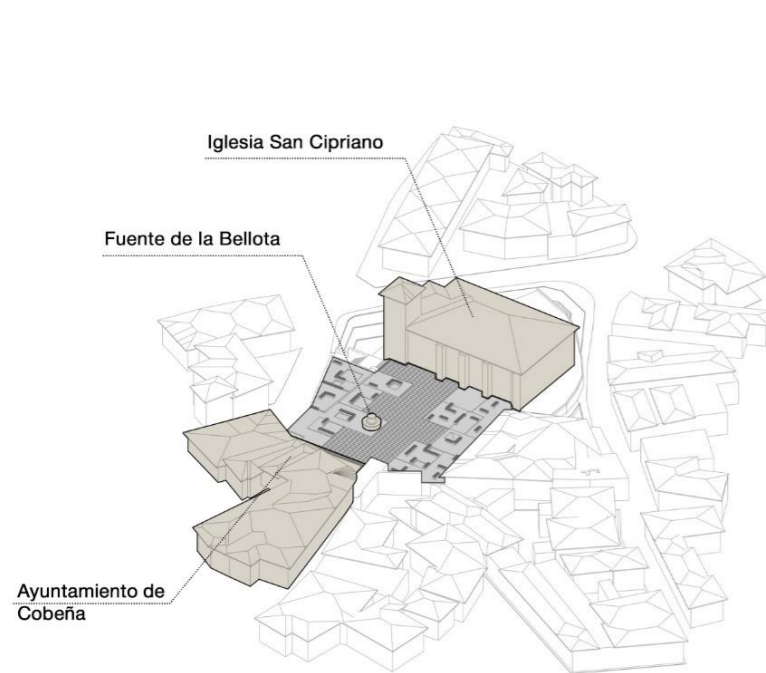 Iglesia San Cipriano
Fuente de la Bellota
Ayuntamiento de
Cobeña